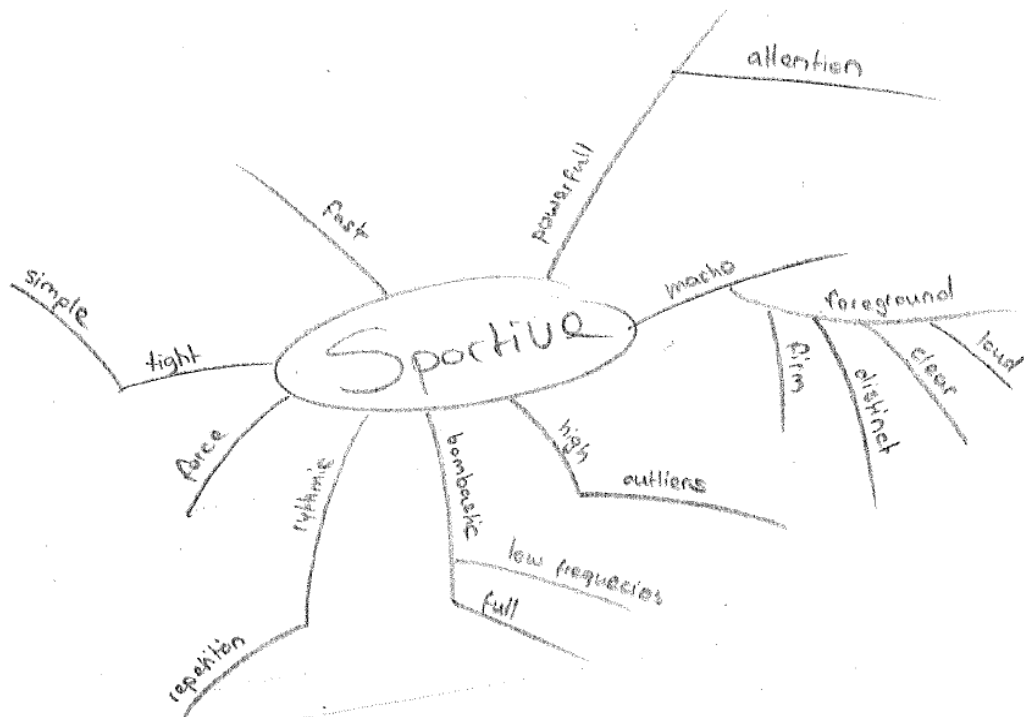 allention
powerfull
fast
macho
simple
foreground
Sportive
tight
firm
distinct
clear
loud
force
rythmic
bombastic
high
outliers
low frequecies
full
repetition